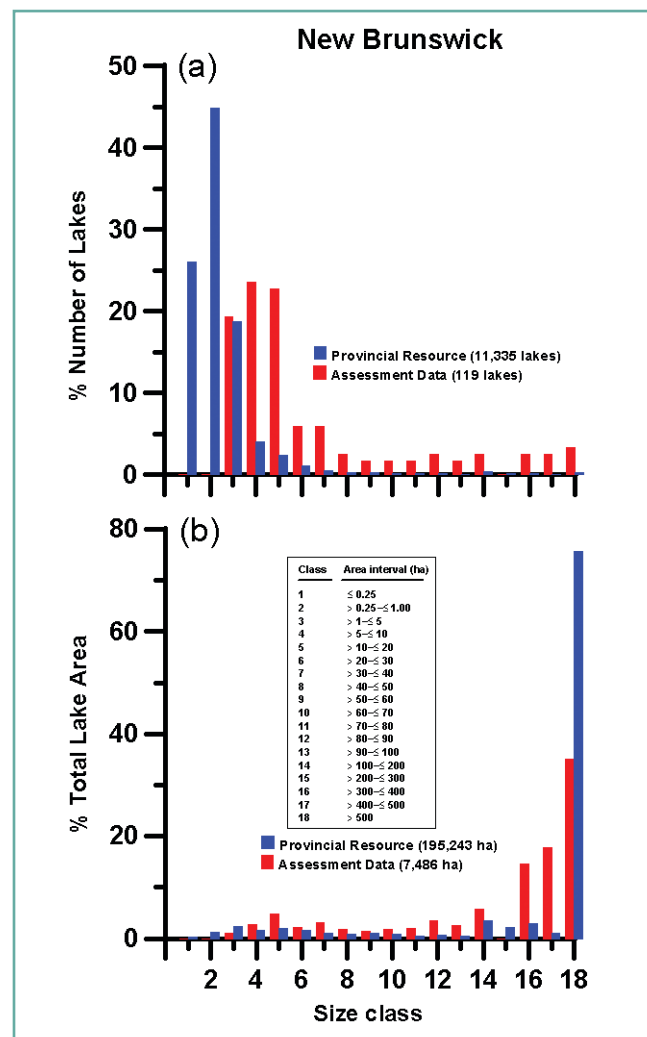 New Brunswick
(a)
50
40
30
20
10
0
% Number of Lakes
Provincial Resource (11,335 lakes)
Assessment Data (119 lakes)
(b)
80
60
40
20
0
% Total Lake Area
Class Area interval (ha)
1 ≤ 0.25
2 > 0.25–≤ 1.00
3 > 1–≤ 5
4 > 5–≤ 10
5 > 10–≤ 20
6 > 20–≤ 30
7 > 30–≤ 40
8 > 40–≤ 50
9 > 50–≤ 60
10 > 60–≤ 70
11 > 70–≤ 80
12 > 80–≤ 90
13 > 90–≤ 100
14 > 100–≤ 200
15 > 200–≤ 300
16 > 300–≤ 400
17 > 400–≤ 500
18 > 500
Provincial Resource (195,243 ha)
Assessment Data (7,486 ha)
2 4 6 8 10 12 14 16 18
Size class